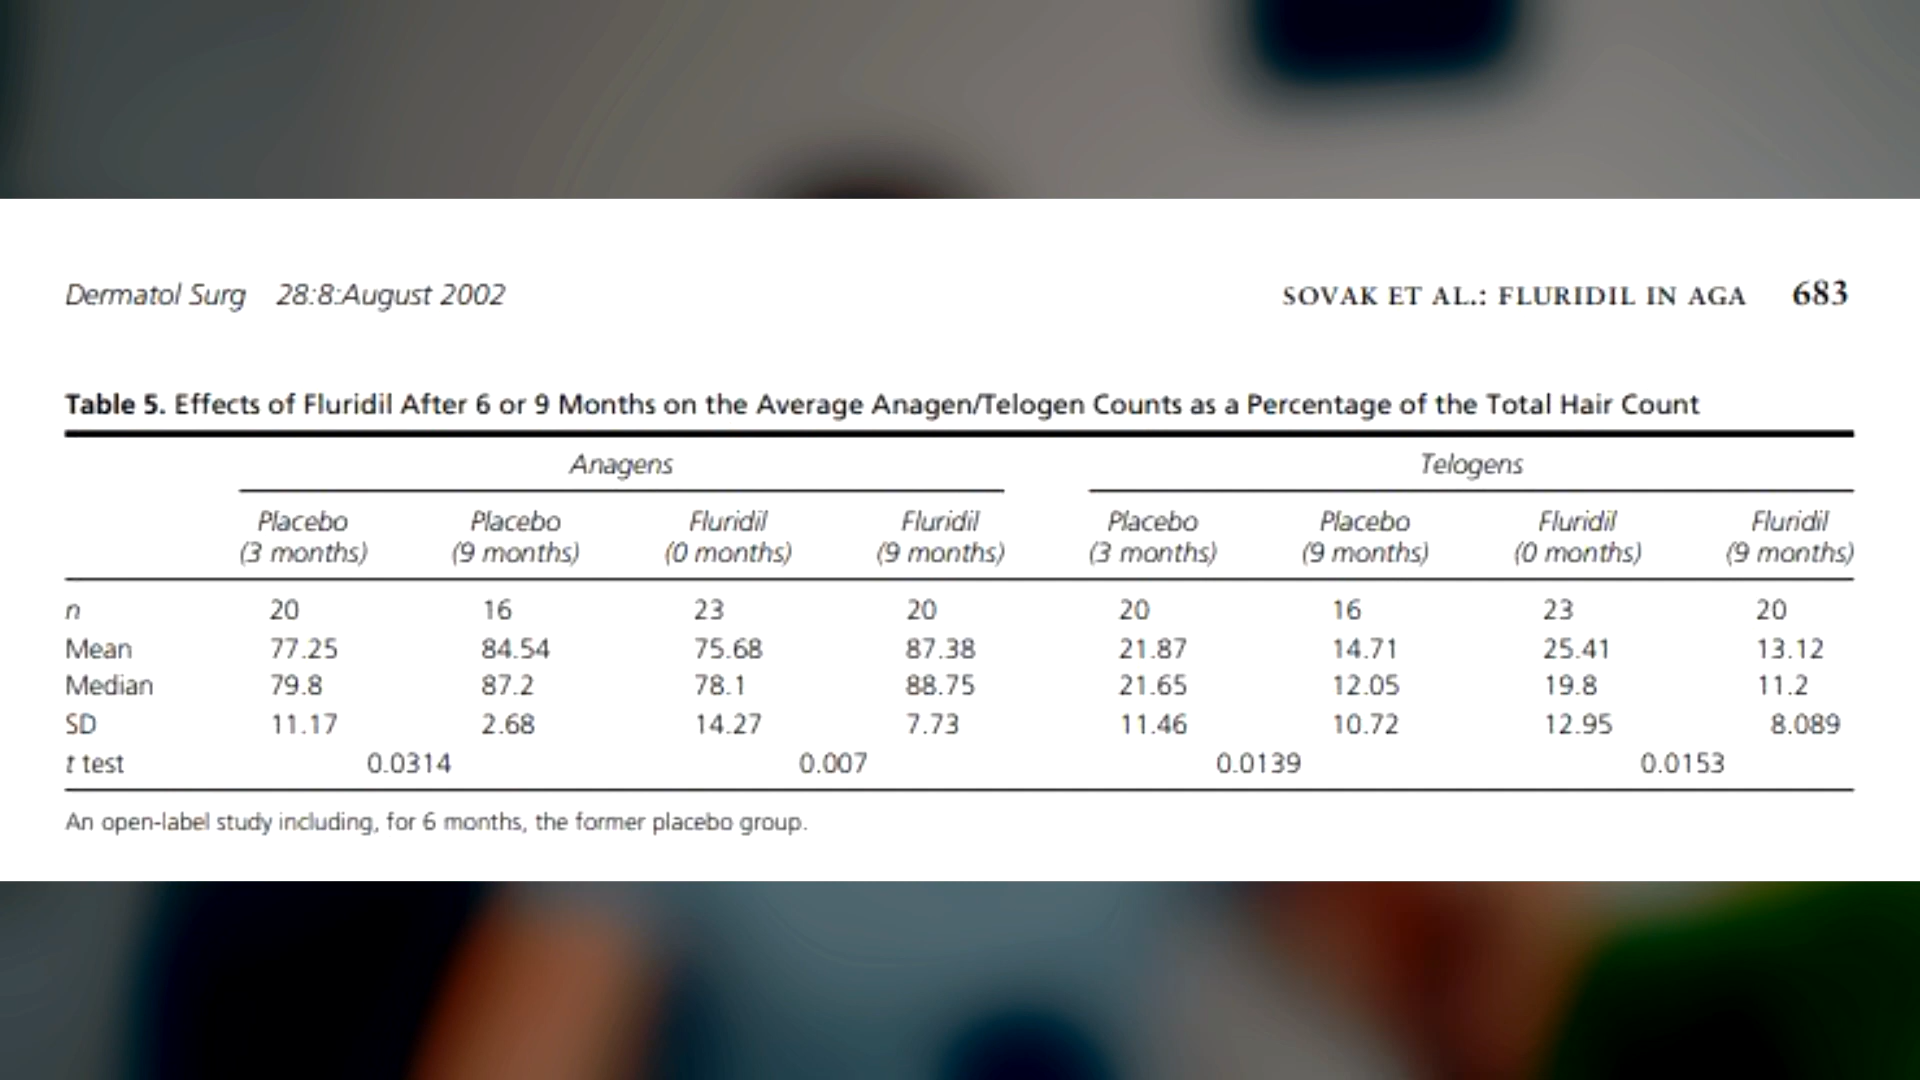 Dermatol Surg 28:8:August 2002
SOVAK ET AL.: FLURIDIL IN AGA 683
Table 5. Effects of Fluridil After 6 or 9 Months on the Average Anagen/Telogen Counts as a Percentage of the Total Hair Count
Anagens Telogens
Placebo Placebo Fluridil Fluridil Placebo Placebo Fluridil Fluridil
(3 months) (9 months) (0 months) (9 months) (3 months) (9 months) (0 months) (9 months)
n 20 16 23 20 20 16 23 20
Mean 77.25 84.54 75.68 87.38 21.87 14.71 25.41 13.12
Median 79.8 87.2 78.1 88.75 21.65 12.05 19.8 11.2
SD 11.17 2.68 14.27 7.73 11.46 10.72 12.95 8.089
t test 0.0314 0.007 0.0139 0.0153
An open-label study including, for 6 months, the former placebo group.